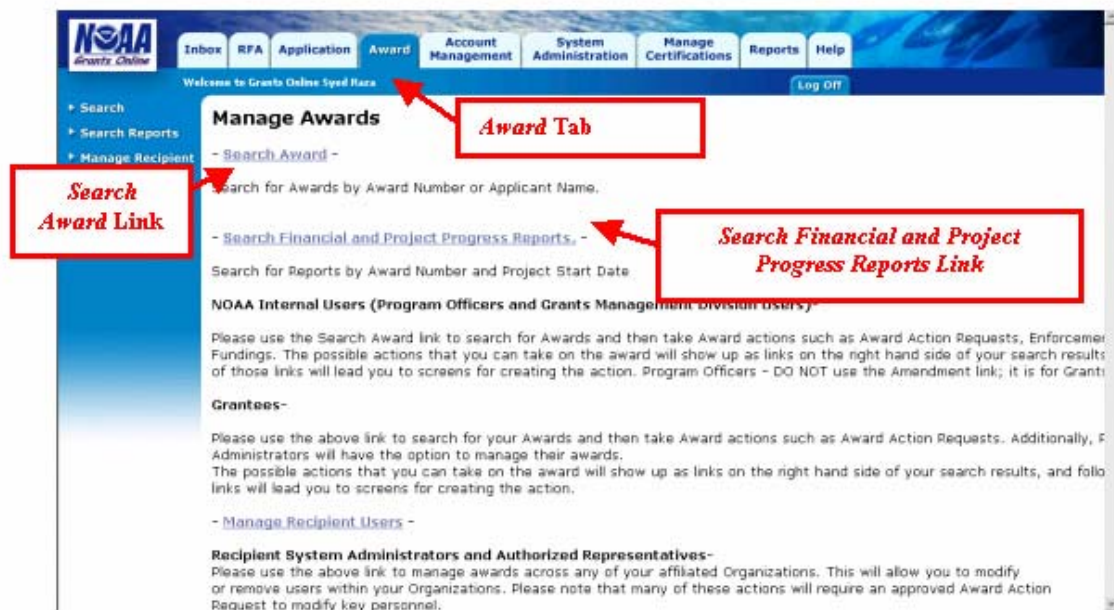 NOAA
Grants Online
Inbox RFA Application Award Account Management System Administration Manage Certifications Reports Help
Welcome to Grants Online Syed Raza
Log Off
Search
Search Reports
Manage Recipient
Manage Awards
Award Tab
- Search Award -
Search Award Link
Search for Awards by Award Number or Applicant Name.
- Search Financial and Project Progress Reports. -
Search Financial and Project
Progress Reports Link
Search for Reports by Award Number and Project Start Date
NOAA Internal Users (Program Officers and Grants Management Division Users)-
Please use the Search Award link to search for Awards and then take Award actions such as Award Action Requests,
Fundings. The possible actions that you can take on the award will show up as links on the right hand side of your search results
of those links will lead you to screens for creating the action. Program Officers - DO NOT use the Amendment link; it is for
Grantees-
Please use the above link to search for your Awards and then take Award actions such as Award Action Requests. Additionally,
Administrators will have the option to manage their awards.
The possible actions that you can take on the award will show up as links on the right hand side of your search results, and
links will lead you to screens for creating the action.
- Manage Recipient Users -
Recipient System Administrators and Authorized Representatives-
Please use the above link to manage awards across any of your affiliated Organizations. This will allow you to modify
or remove users within your Organizations. Please note that many of these actions will require an approved Award Action
Request to modify key personnel.